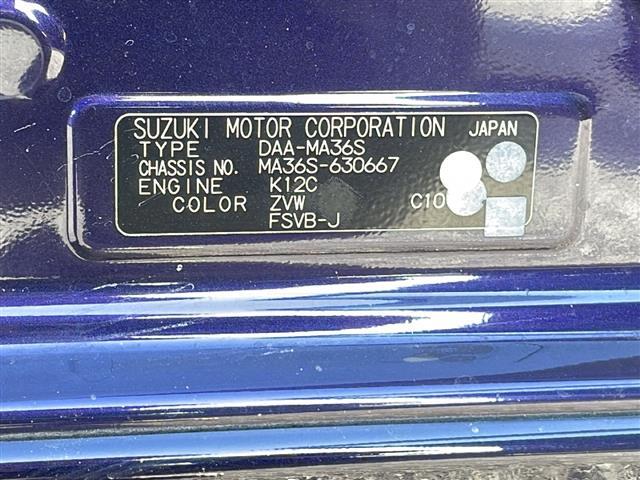 SUZUKI MOTOR CORPORATION JAPAN
TYPE DAA-MA36S
CHASSIS NO. MA36S-630667
ENGINE K12C
COLOR ZVW C10
FSVB-J